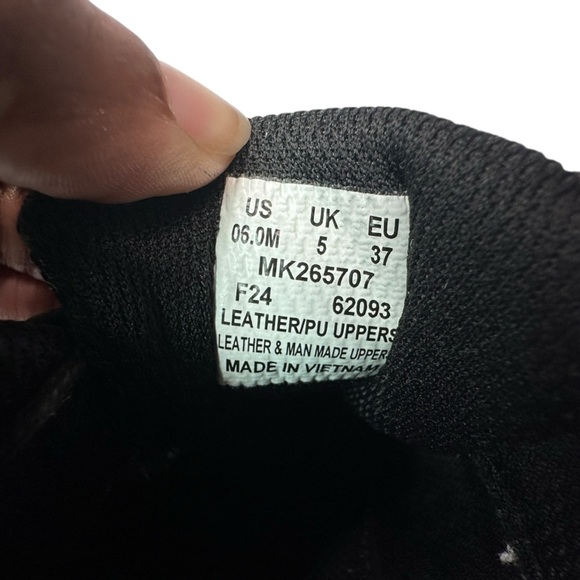 US UK EU
06.0M 5 37
MK265707
F24 62093
LEATHER/PU UPPERS
LEATHER & MAN MADE UPPER
MADE IN VIETNAM